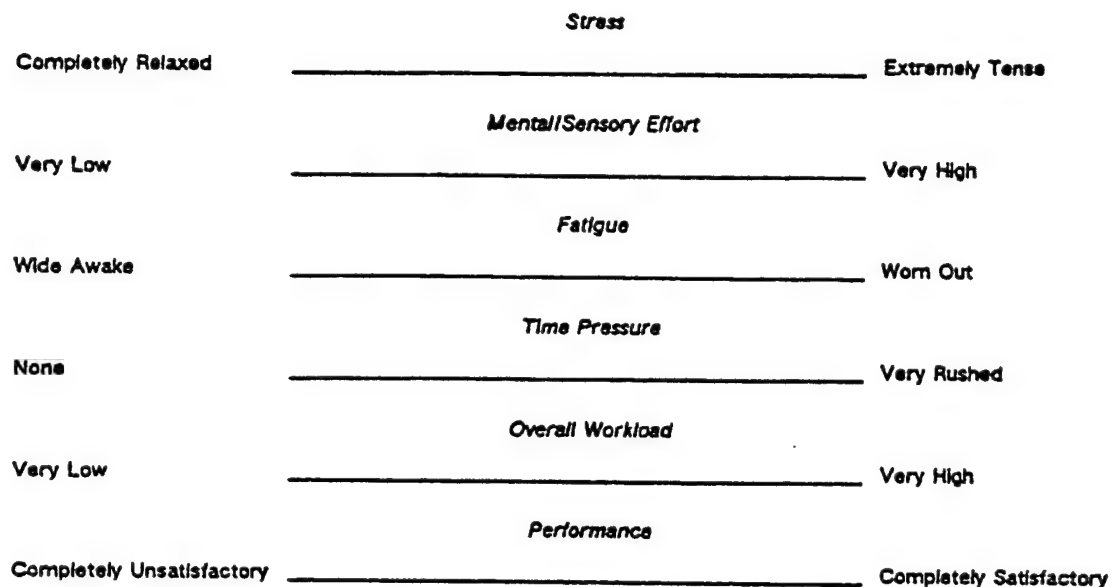 Stress
Completely Relaxed Extremely Tense
Mental/Sensory Effort
Very Low Very High
Fatigue
Wide Awake Worn Out
Time Pressure
None Very Rushed
Overall Workload
Very Low Very High
Performance
Completely Unsatisfactory Completely Satisfactory